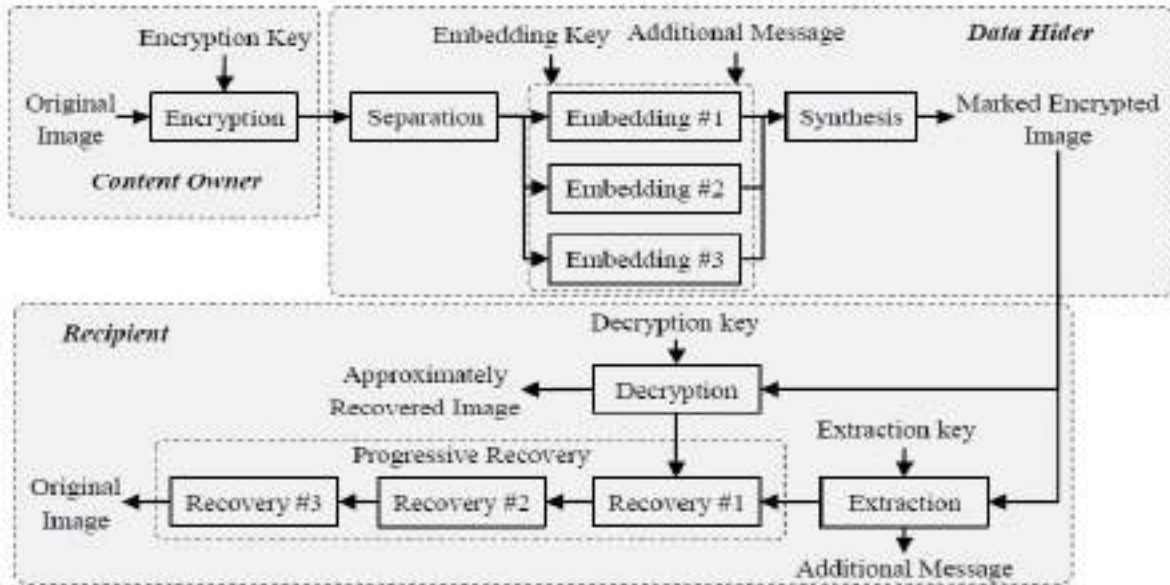 Encryption Key
Embedding Key
Additional Message
Data Hider
Original
Image
Encryption
Separation
Embedding #1
Synthesis
Marked Encrypted
Image
Content Owner
Embedding #2
Embedding #3
Recipient
Decryption key
Approximately
Recovered Image
Decryption
Extraction key
Progressive Recovery
Original
Image
Recovery #3
Recovery #2
Recovery #1
Extraction
Additional Message